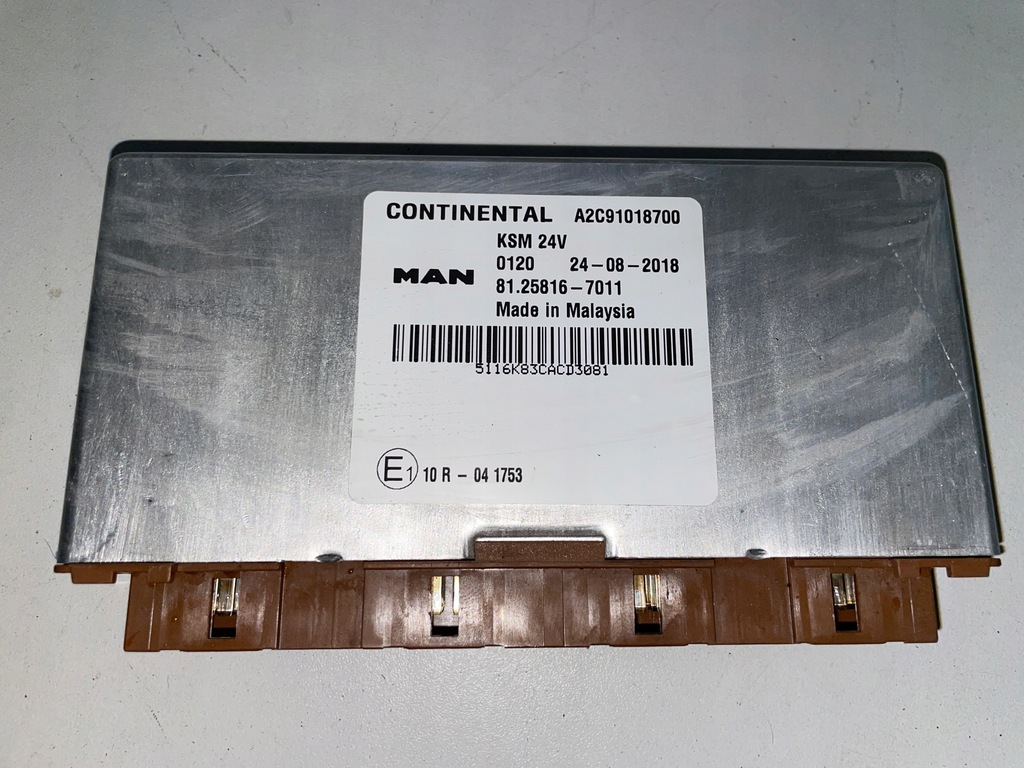 CONTINENTAL A2C91018700
KSM 24V
0120 24-08-2018
MAN 81.25816-7011
Made in Malaysia
5116K83CACD3081
E1 10 R - 04 1753